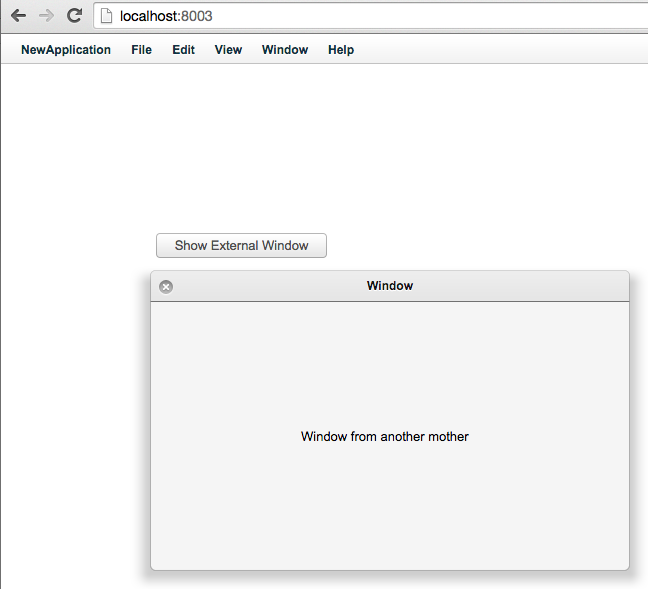 localhost:8003
NewApplication File Edit View Window Help
Show External Window
Window
Window from another mother